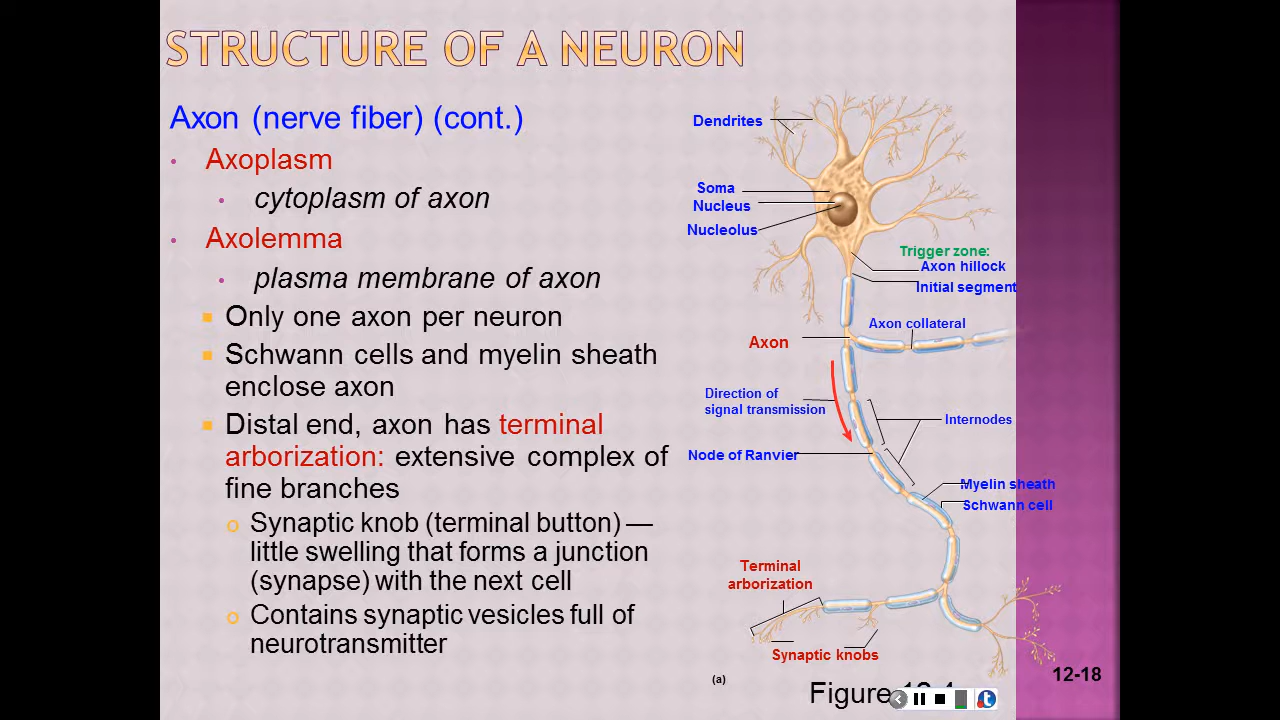 STRUCTURE OF A NEURON
Axon (nerve fiber) (cont.)
Axoplasm
cytoplasm of axon
Axolemma
plasma membrane of axon
Only one axon per neuron
Schwann cells and myelin sheath
enclose axon
Distal end, axon has terminal
arborization: extensive complex of
fine branches
Synaptic knob (terminal button) —
little swelling that forms a junction
(synapse) with the next cell
Contains synaptic vesicles full of
neurotransmitter
Dendrites
Soma
Nucleus
Nucleolus
Trigger zone:
Axon hillock
Initial segment
Axon collateral
Axon
Direction of
signal transmission
Internodes
Node of Ranvier
Myelin sheath
Schwann cell
Terminal
arborization
Synaptic knobs
(a)
Figure
12-18